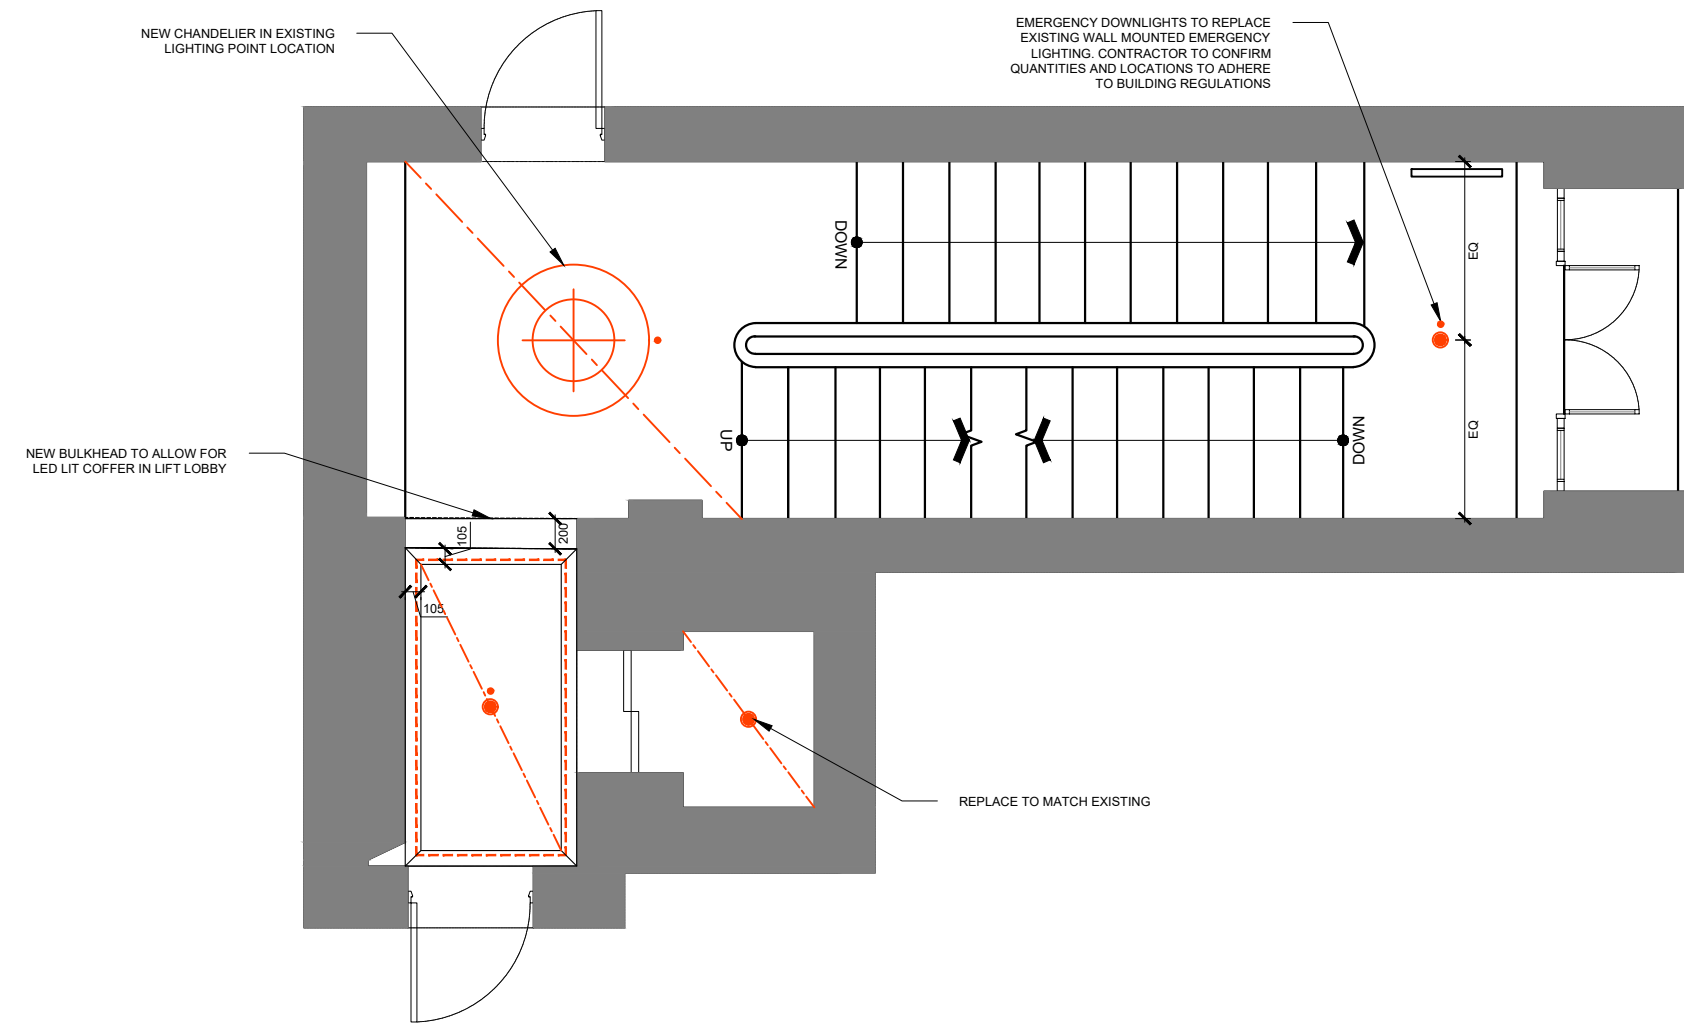 NEW CHANDELIER IN EXISTING
LIGHTING POINT LOCATION
EMERGENCY DOWNLIGHTS TO REPLACE
EXISTING WALL MOUNTED EMERGENCY
LIGHTING. CONTRACTOR TO CONFIRM
QUANTITIES AND LOCATIONS TO ADHERE
TO BUILDING REGULATIONS
DOWN
EQ
UP
DOWN
EQ
NEW BULKHEAD TO ALLOW FOR
LED LIT COFFER IN LIFT LOBBY
105
200
105
REPLACE TO MATCH EXISTING